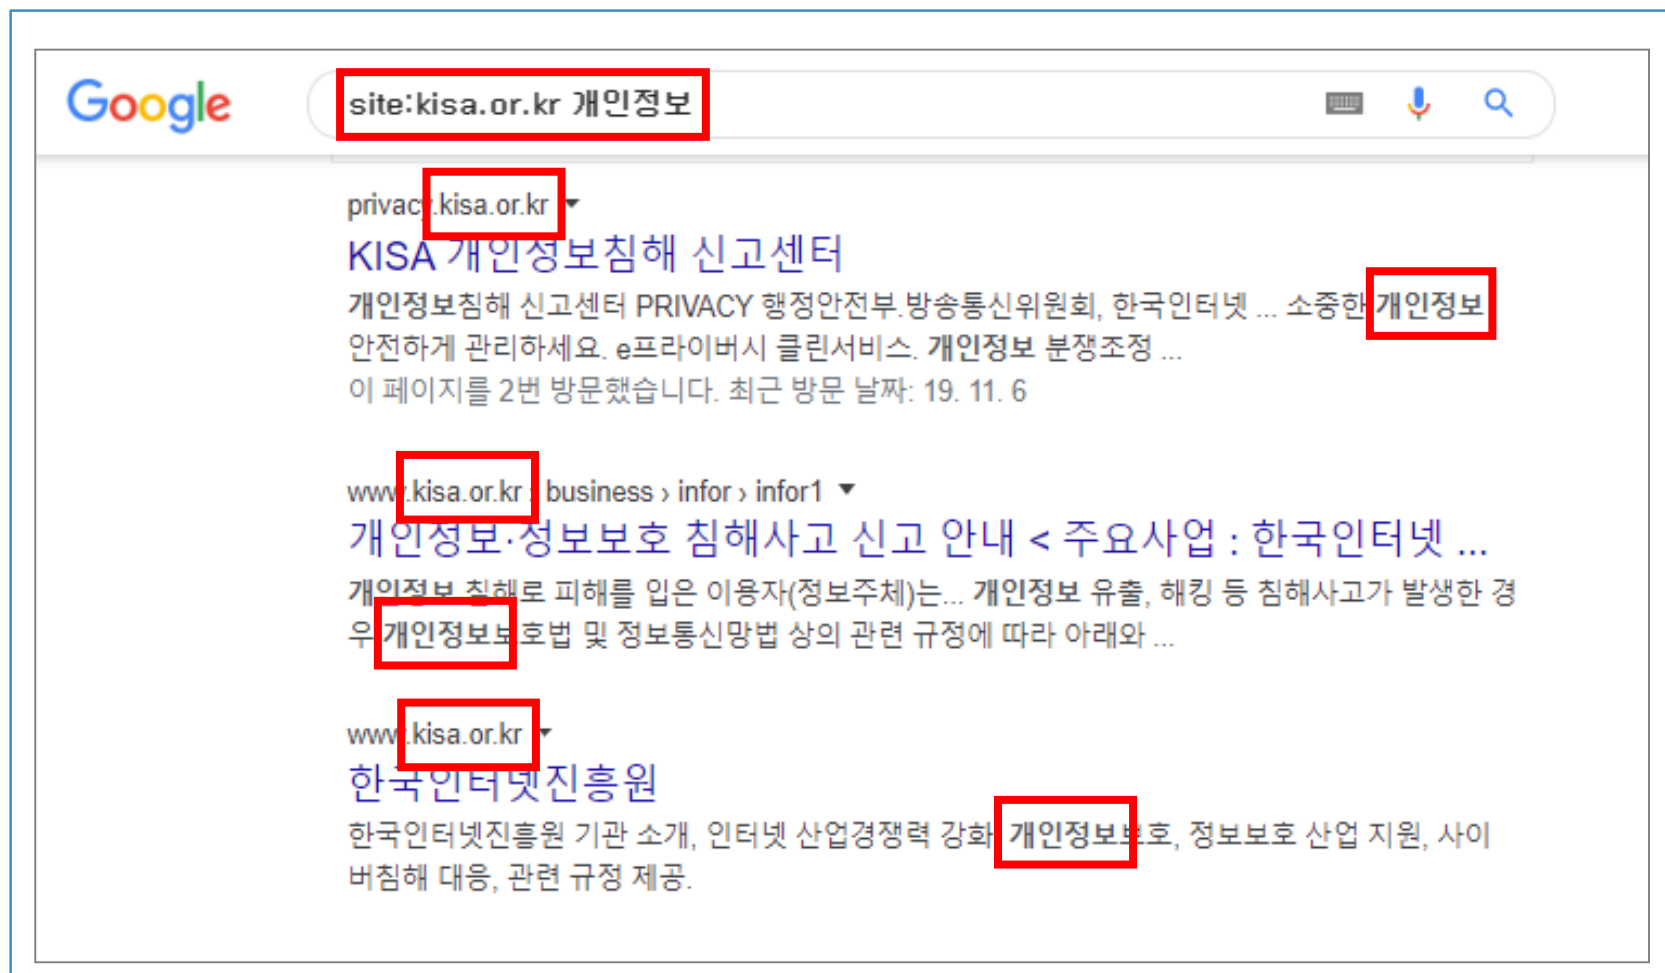 Google
site:kisa.or.kr 개인정보
privacy.kisa.or.kr
KISA 개인정보침해 신고센터
개인정보침해 신고센터 PRIVACY 행정안전부.방송통신위원회, 한국인터넷 ... 소중한 개인정보
안전하게 관리하세요. e프라이버시 클린서비스. 개인정보 분쟁조정 ...
이 페이지를 2번 방문했습니다. 최근 방문 날짜: 19. 11. 6
www.kisa.or.kr › business › infor › infor1
개인정보·정보보호 침해사고 신고 안내 < 주요사업 : 한국인터넷 ...
개인정보 침해로 피해를 입은 이용자(정보주체)는... 개인정보 유출, 해킹 등 침해사고가 발생한 경
우 개인정보보호법 및 정보통신망법 상의 관련 규정에 따라 아래와 ...
www.kisa.or.kr
한국인터넷진흥원
한국인터넷진흥원 기관 소개, 인터넷 산업경쟁력 강화, 개인정보보호, 정보보호 산업 지원, 사이
버침해 대응, 관련 규정 제공.